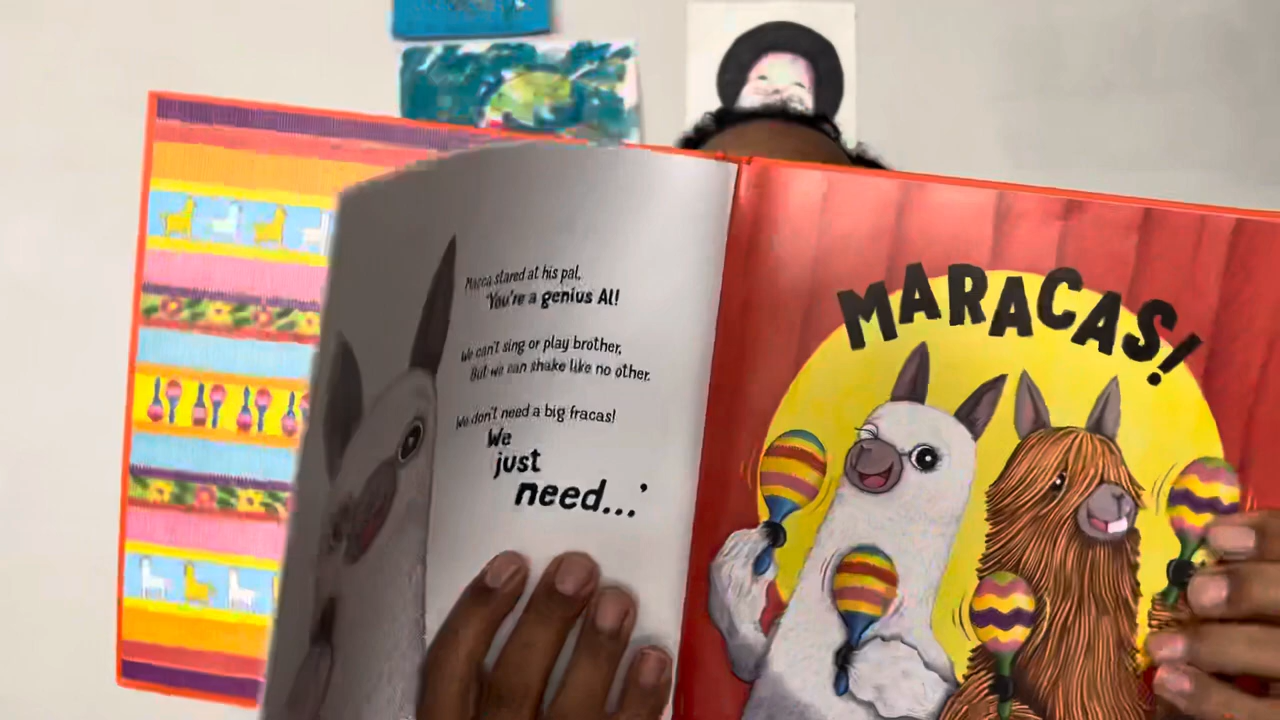 Macca stared at his pal,
'You're a genius Al!
We can't sing or play brother,
But we can shake like no other.
We don't need a big fracas!
We
just
need...'
MARACAS!